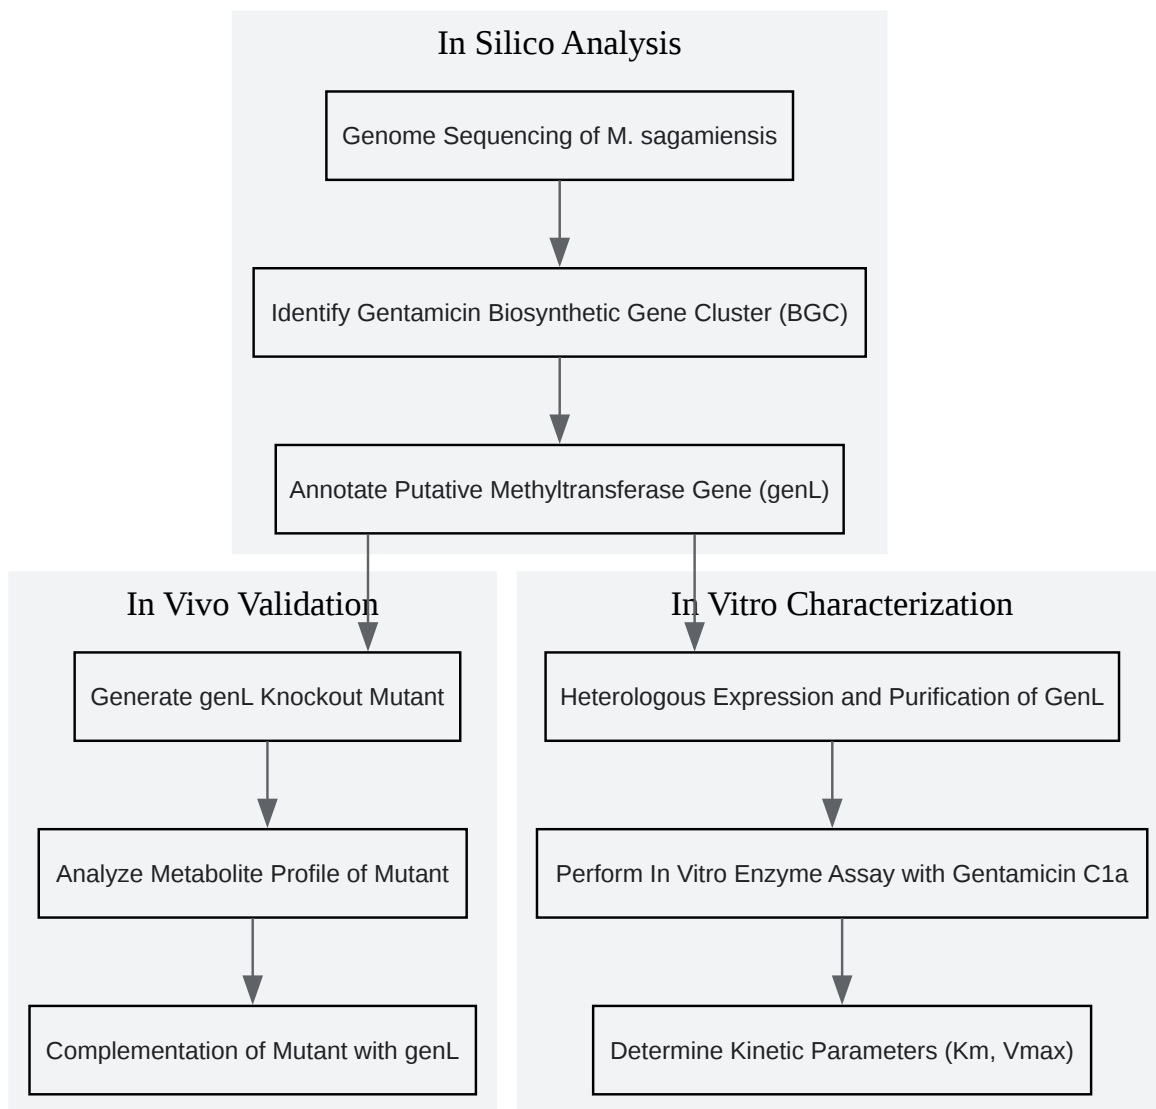 In Silico Analysis
Genome Sequencing of M. sagamiensis
Identify Gentamicin Biosynthetic Gene Cluster (BGC)
Annotate Putative Methyltransferase Gene (genL)
In Vivo Validation
Generate genL Knockout Mutant
Analyze Metabolite Profile of Mutant
Complementation of Mutant with genL
In Vitro Characterization
Heterologous Expression and Purification of GenL
Perform In Vitro Enzyme Assay with Gentamicin C1a
Determine Kinetic Parameters (Km, Vmax)